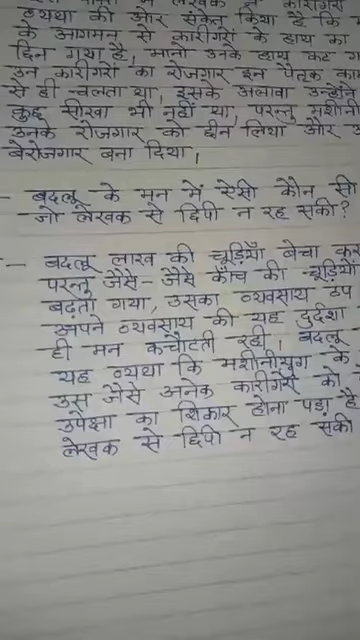 व्यथा की ओर संकेत किया है कि
के आगमन से कारीगरों के हाथ का
छिन गया है, मानो उनके हाथ कट
उन कारीगरों का रोजगार इन पैतृक
से ही चलता था, इसके अलावा उन्होंने
कुछ सीखा भी नहीं था, परन्तु मशीनी
उनके रोजगार को छीन लिया और
बेरोजगार बना दिया।
- बदलू के मन में ऐसी कौन सी
जो लेखक से छिपी न रह सकी?
- बदलू लाख की चूड़ियाँ बेचा
परन्तु जैसे-जैसे काँच की चूड़ियों
बढ़ता गया, उसका व्यवसाय ठप
अपने व्यवसाय की यह दुर्दशा
ही मन कचौटती रही। बदलू
यह व्यथा कि मशीनीयुग के
उस जैसे अनेक कारीगरों को
उपेक्षा का शिकार होना पड़ा है
लेखक से छिपी न रह सकी